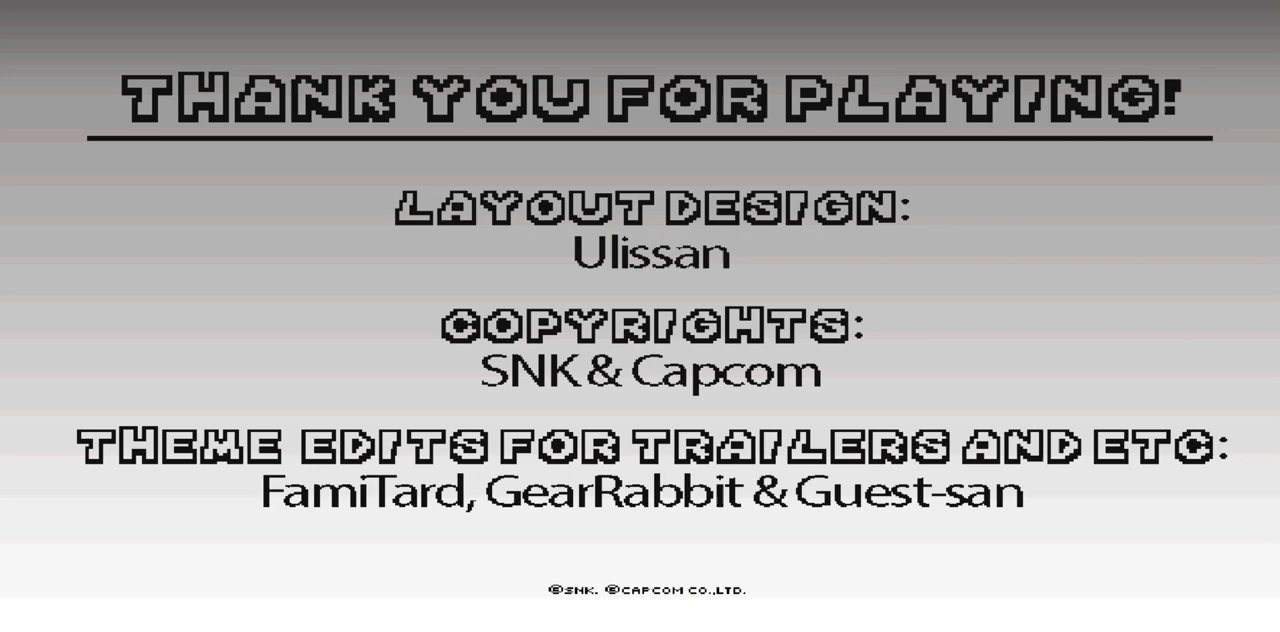 THANK YOU FOR PLAYING!
LAYOUT DESIGN:
Ulissan
COPYRIGHTS:
SNK & Capcom
THEME EDITS FOR TRAILERS AND ETC:
FamiTard, GearRabbit & Guest-san
©SNK. ©CAPCOM CO.,LTD.